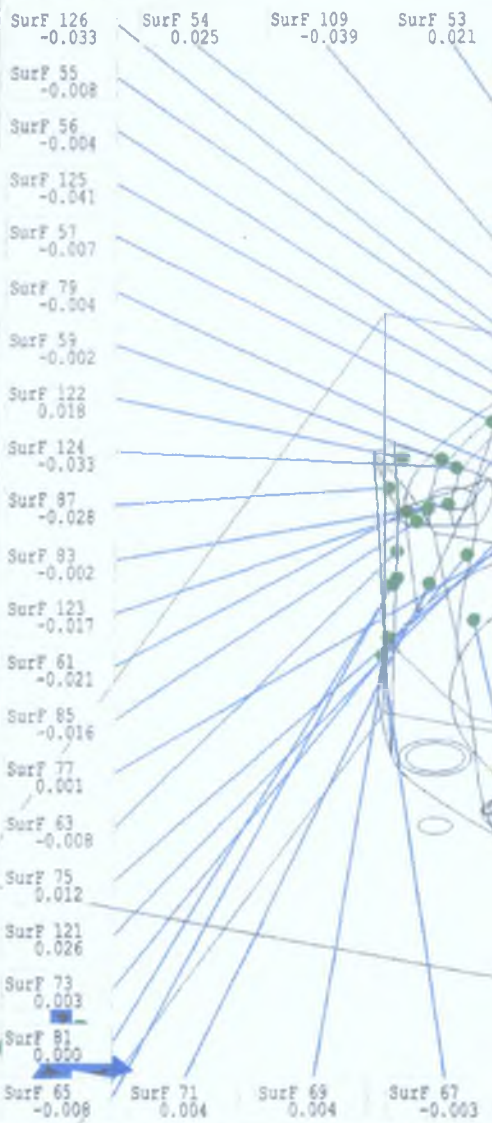 SurF 126 SurF 54 SurF 109 SurF 53
-0.033 0.025 -0.039 0.021
SurF 55
-0.008
SurF 56
-0.004
SurF 125
-0.041
SurF 57
-0.007
SurF 79
-0.004
SurF 59
-0.002
SurF 122
0.018
SurF 124
-0.033
SurF 87
-0.028
SurF 83
-0.002
SurF 123
-0.017
SurF 61
-0.021
SurF 85
-0.016
SurF 77
0.001
SurF 63
-0.008
SurF 75
0.012
SurF 121
0.026
SurF 73
0.003
SurF 81
0.000
SurF 65 SurF 71 SurF 69 SurF 67
-0.008 0.004 0.004 -0.003